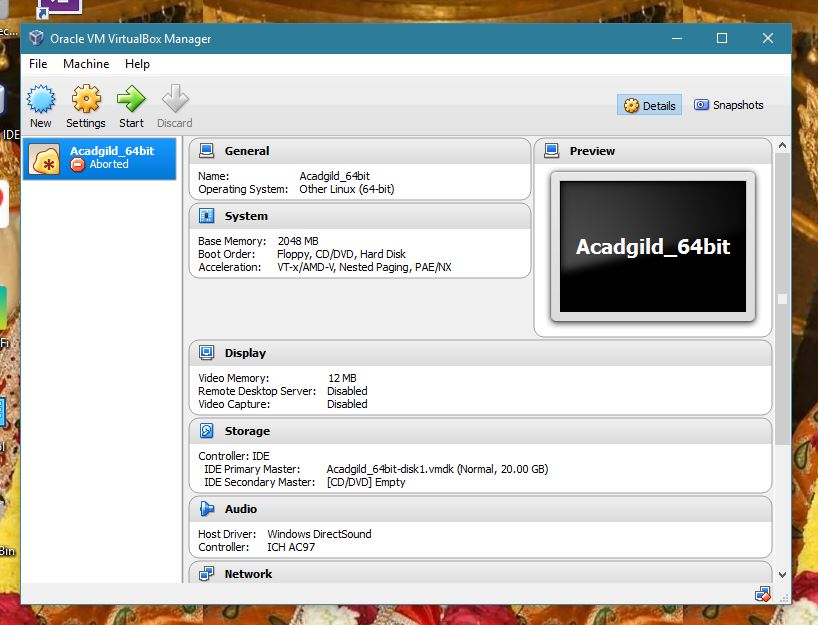 ec...
Oracle VM VirtualBox Manager
File Machine Help
New Settings Start Discard
Details Snapshots
IDE
Acadgild_64bit
Aborted
General
Name: Acadgild_64bit
Operating System: Other Linux (64-bit)
System
Base Memory: 2048 MB
Boot Order: Floppy, CD/DVD, Hard Disk
Acceleration: VT-x/AMD-V, Nested Paging, PAE/NX
Preview
Acadgild_64bit
Fi
Display
Video Memory: 12 MB
Remote Desktop Server: Disabled
Video Capture: Disabled
Storage
Controller: IDE
IDE Primary Master: Acadgild_64bit-disk1.vmdk (Normal, 20.00 GB)
IDE Secondary Master: [CD/DVD] Empty
Audio
Host Driver: Windows DirectSound
Controller: ICH AC97
Bin
Network